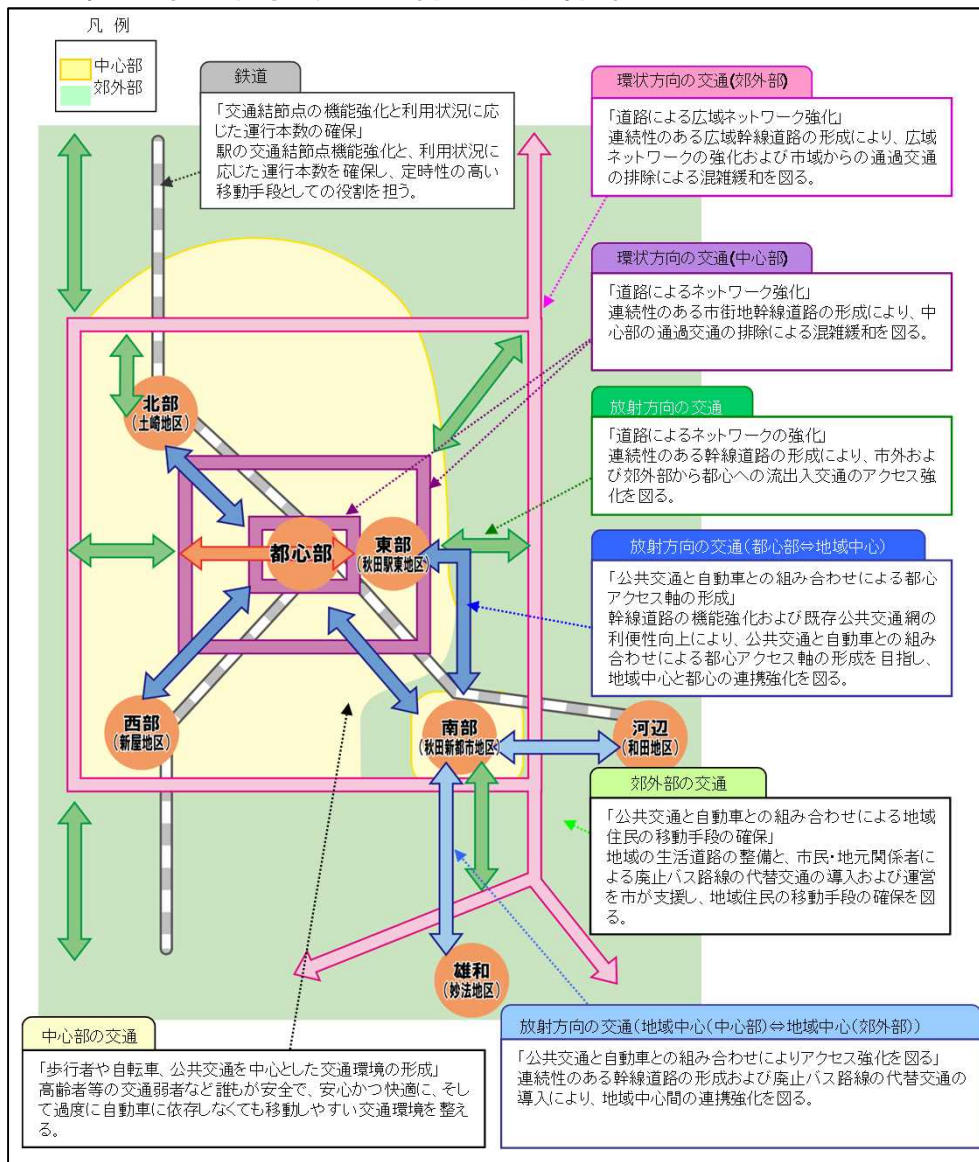 凡 例
中心部
郊外部
鉄道
「交通結節点の機能強化と利用状況に応
じた運行本数の確保」
駅の交通結節点機能強化と、利用状況に
応じた運行本数を確保し、定時性の高い
移動手段としての役割を担う。
環状方向の交通(郊外部)
「道路による広域ネットワーク強化」
連続性のある広域幹線道路の形成により、広域
ネットワークの強化および市域からの通過交通
の排除による混雑緩和を図る。
環状方向の交通(中心部)
「道路によるネットワーク強化」
連続性のある市街地幹線道路の形成により、中
心部の通過交通の排除による混雑緩和を図る。
放射方向の交通
「道路によるネットワークの強化」
連続性のある幹線道路の形成により、市外およ
び郊外部から都心への流出入交通のアクセス強
化を図る。
放射方向の交通(都心部⇔地域中心)
「公共交通と自動車との組み合わせによる都心
アクセス軸の形成」
幹線道路の機能強化および既存公共交通網の
利便性向上により、公共交通と自動車との組み
合わせによる都心アクセス軸の形成を目指し、
地域中心と都心の連携強化を図る。
北部
(土崎地区)
都心部
東部
(秋田駅東地区)
西部
(新屋地区)
南部
(秋田新都市地区)
河辺
(和田地区)
雄和
(妙法地区)
郊外部の交通
「公共交通と自動車との組み合わせによる地域
住民の移動手段の確保」
地域の生活道路の整備と、市民・地元関係者に
よる廃止バス路線の代替交通の導入および運営
を市が支援し、地域住民の移動手段の確保を図
る。
中心部の交通
「歩行者や自転車、公共交通を中心とした交通環境の形成」
高齢者等の交通弱者など誰もが安全で、安心かつ快適に、そ
して過度に自動車に依存しなくても移動しやすい交通環境を整え
る。
放射方向の交通(地域中心(中心部)⇔地域中心(郊外部))
「公共交通と自動車との組み合わせによりアクセス強化を図る」
連続性のある幹線道路の形成および廃止バス路線の代替交通の
導入により、地域中心間の連携強化を図る。